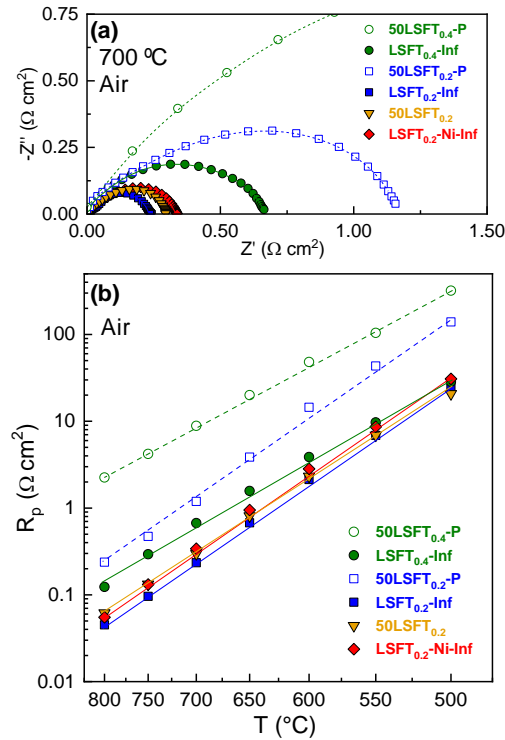 (a)
700 ºC
Air
50LSFT0.4-P
LSFT0.4-Inf
50LSFT0.2-P
LSFT0.2-Inf
50LSFT0.2
LSFT0.2-Ni-Inf
-Z'' (Ω cm2)
0.75
0.50
0.25
0.00
0.00
0.50
1.00
1.50
Z' (Ω cm2)
(b)
Air
Rp (Ω cm2)
100
10
1
0.1
0.01
50LSFT0.4-P
LSFT0.4-Inf
50LSFT0.2-P
LSFT0.2-Inf
50LSFT0.2
LSFT0.2-Ni-Inf
800
750
700
650
600
550
500
T (°C)